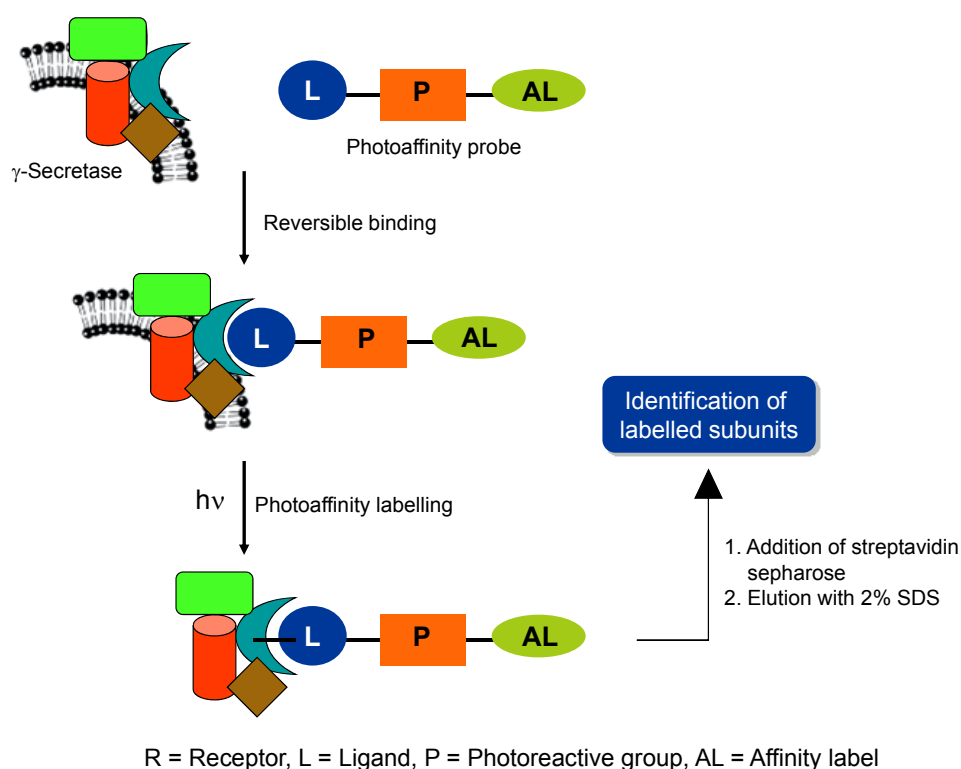 L
P
AL
Photoaffinity probe
γ-Secretase
Reversible binding
L
P
AL
Identification of
labelled subunits
hν
Photoaffinity labelling
1. Addition of streptavidin
sepharose
2. Elution with 2% SDS
L
P
AL
R = Receptor, L = Ligand, P = Photoreactive group, AL = Affinity label